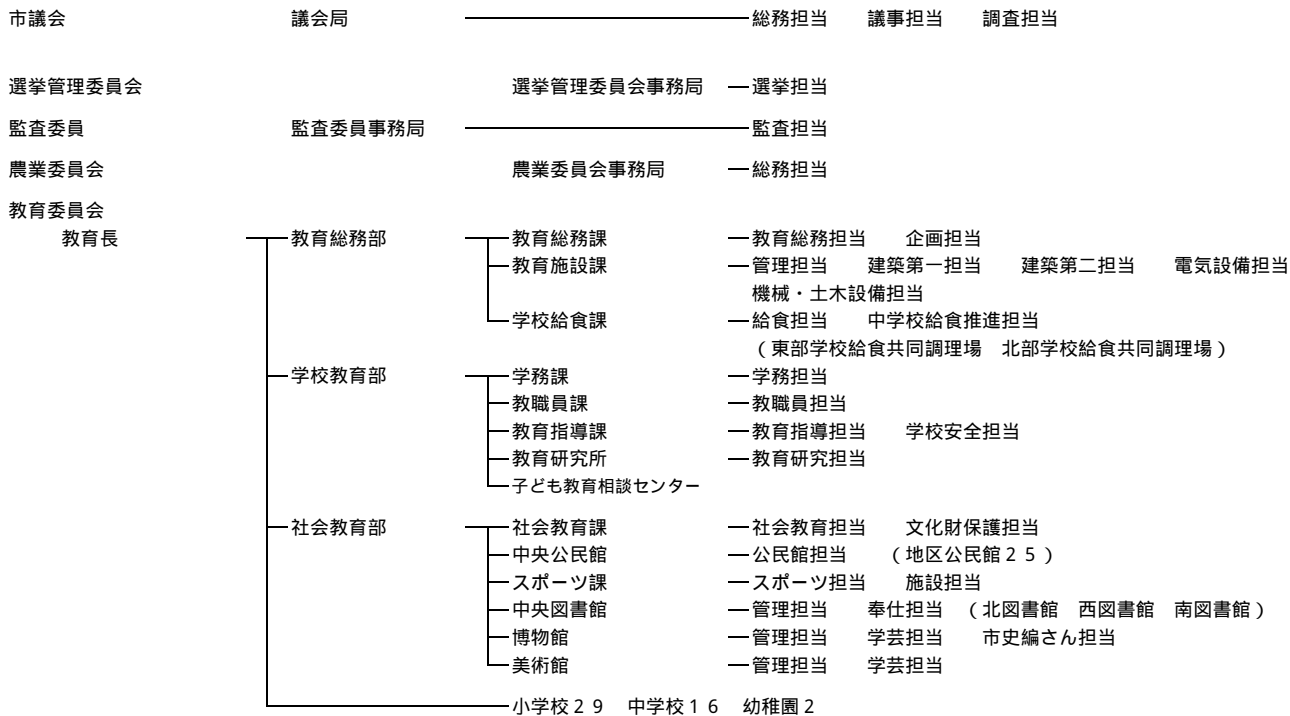 市議会　議会局　総務担当　議事担当　調査担当
選挙管理委員会　選挙管理委員会事務局　選挙担当
監査委員　監査委員事務局　監査担当
農業委員会　農業委員会事務局　総務担当
教育委員会
教育長　教育総務部　教育総務課　教育総務担当　企画担当
教育施設課　管理担当　建築第一担当　建築第二担当　電気設備担当
機械・土木設備担当
学校給食課　給食担当　中学校給食推進担当
（東部学校給食共同調理場　北部学校給食共同調理場）
学校教育部　学務課　学務担当
教職員課　教職員担当
教育指導課　教育指導担当　学校安全担当
教育研究所　教育研究担当
子ども教育相談センター
社会教育部　社会教育課　社会教育担当　文化財保護担当
中央公民館　公民館担当　（地区公民館２５）
スポーツ課　スポーツ担当　施設担当
中央図書館　管理担当　奉仕担当　（北図書館　西図書館　南図書館）
博物館　管理担当　学芸担当　市史編さん担当
美術館　管理担当　学芸担当
小学校２９　中学校１６　幼稚園２